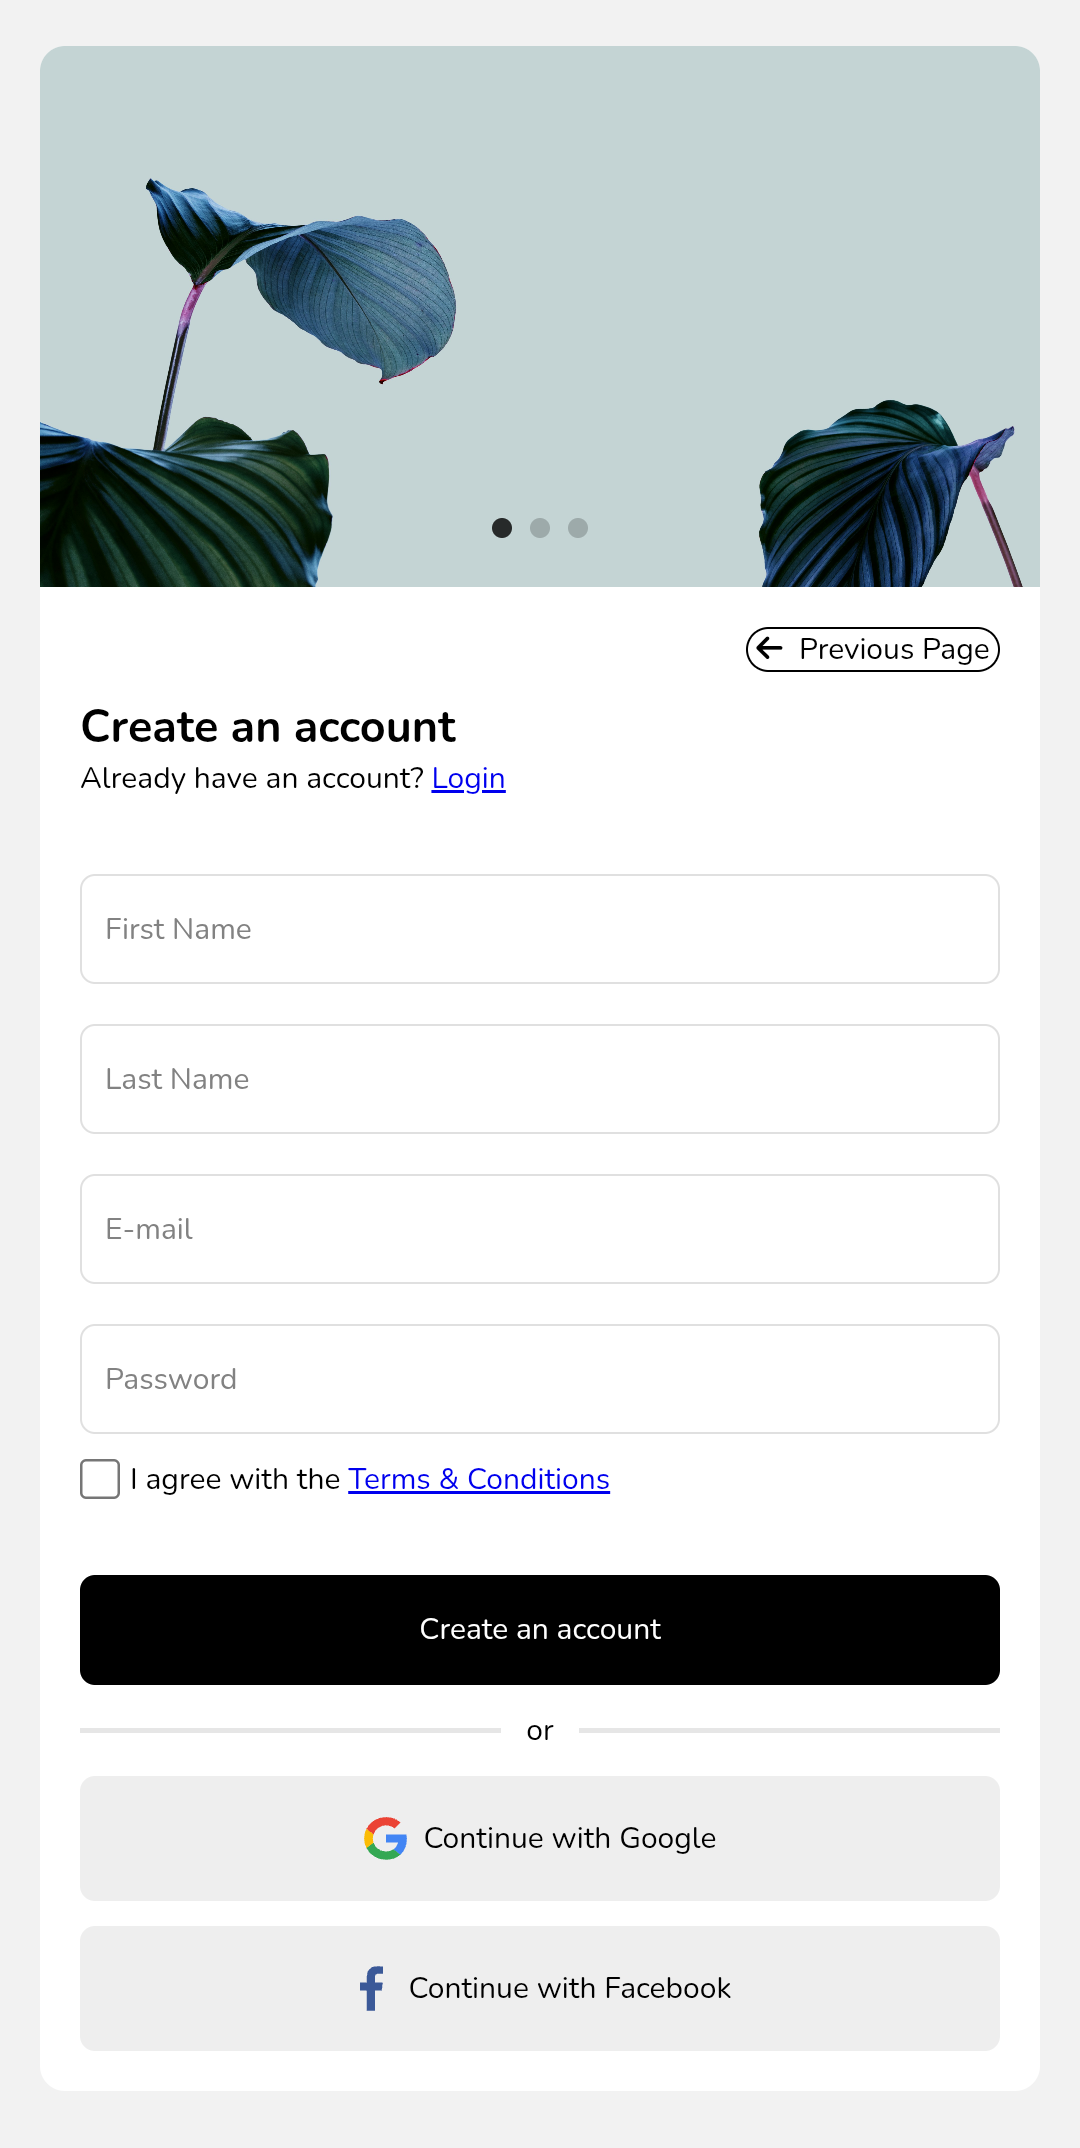 Previous Page
Create an account
Already have an account? Login
First Name
Last Name
E-mail
Password
I agree with the Terms & Conditions
Create an account
or
Continue with Google
Continue with Facebook